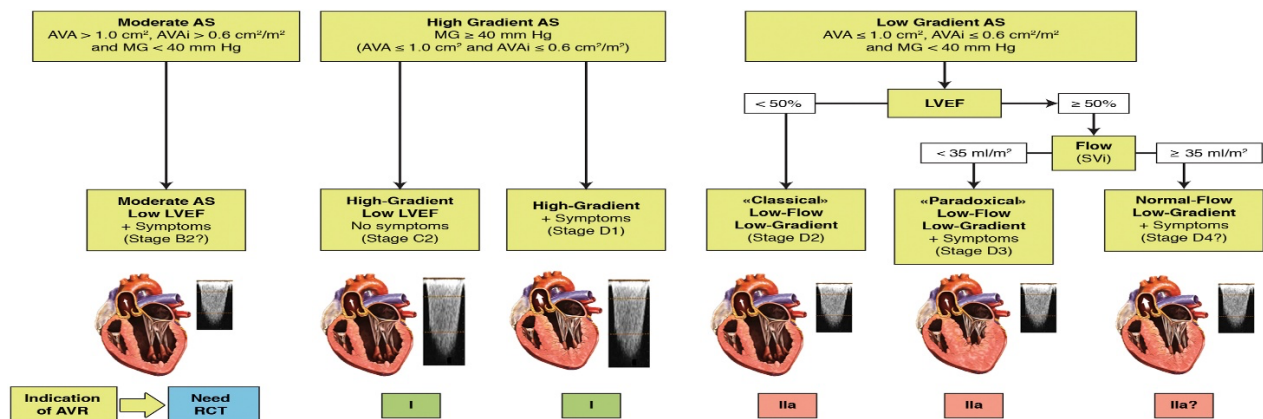 Moderate AS
AVA > 1.0 cm², AVAi > 0.6 cm²/m²
and MG < 40 mm Hg
High Gradient AS
MG ≥ 40 mm Hg
(AVA ≤ 1.0 cm² and AVAi ≤ 0.6 cm²/m²)
Low Gradient AS
AVA ≤ 1.0 cm², AVAi ≤ 0.6 cm²/m²
and MG < 40 mm Hg
< 50%
LVEF
≥ 50%
< 35 ml/m²
Flow
(SVi)
≥ 35 ml/m²
Moderate AS
Low LVEF
+ Symptoms
(Stage B2?)
High-Gradient
Low LVEF
No symptoms
(Stage C2)
High-Gradient
+ Symptoms
(Stage D1)
«Classical»
Low-Flow
Low-Gradient
(Stage D2)
«Paradoxical»
Low-Flow
Low-Gradient
+ Symptoms
(Stage D3)
Normal-Flow
Low-Gradient
+ Symptoms
(Stage D4?)
Indication
of AVR
Need
RCT
I
I
IIa
IIa
IIa?